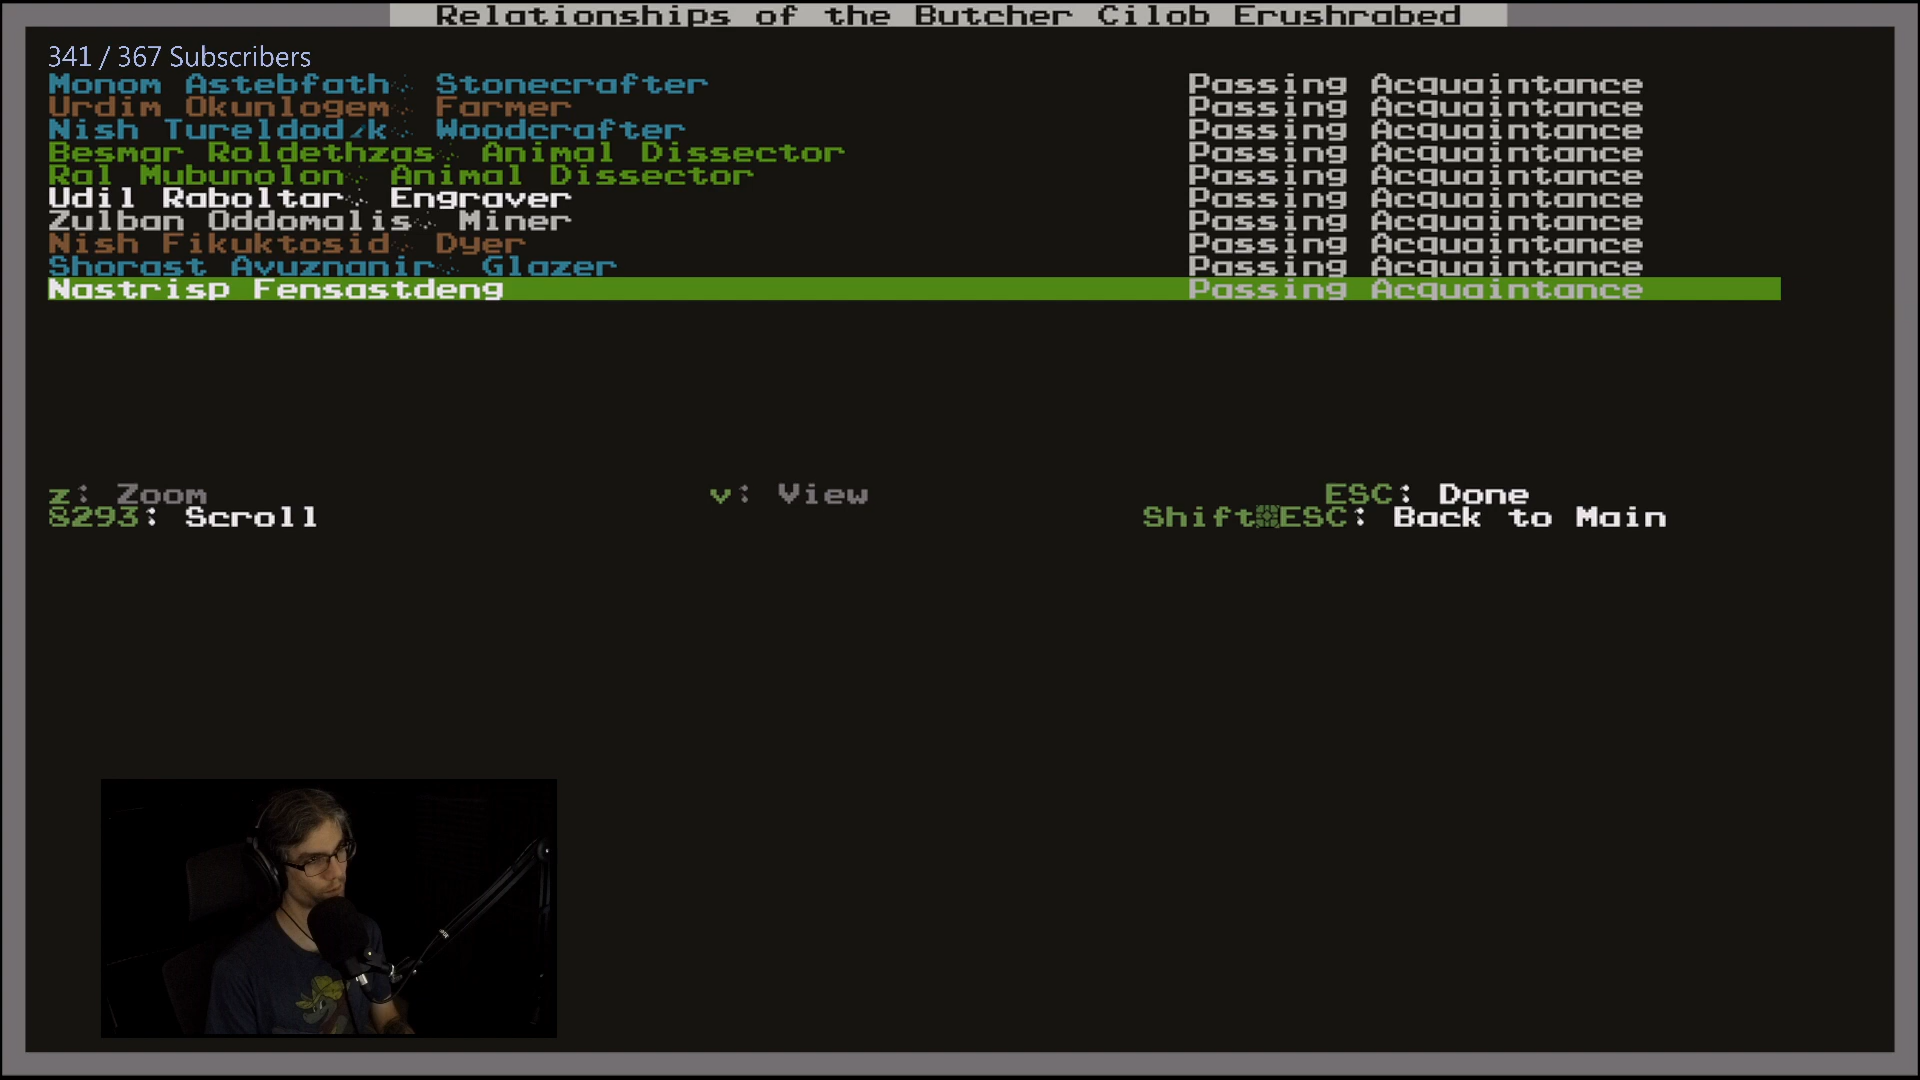 Relationships of the Butcher Cilob Erushrabed
341 / 367 Subscribers
Monom Astebfath Stonecrafter Passing Acquaintance
Urdim Okunlogem Farmer Passing Acquaintance
Nish Woodcrafter Passing Acquaintance
Besmar Roldethzas Animal Dissector Passing Acquaintance
Ral Mubunolon Animal Dissector Passing Acquaintance
Udil Raboltar Engraver Passing Acquaintance
Zulban Oddomalis Miner Passing Acquaintance
Nish Fikuktosid Dyer Passing Acquaintance
Shorast Avuznanir Glazer Passing Acquaintance
Nastrisp Fensastdeng Passing Acquaintance
z: Zoom v: View ESC: Done
8293: Scroll Shift ESC: Back to Main